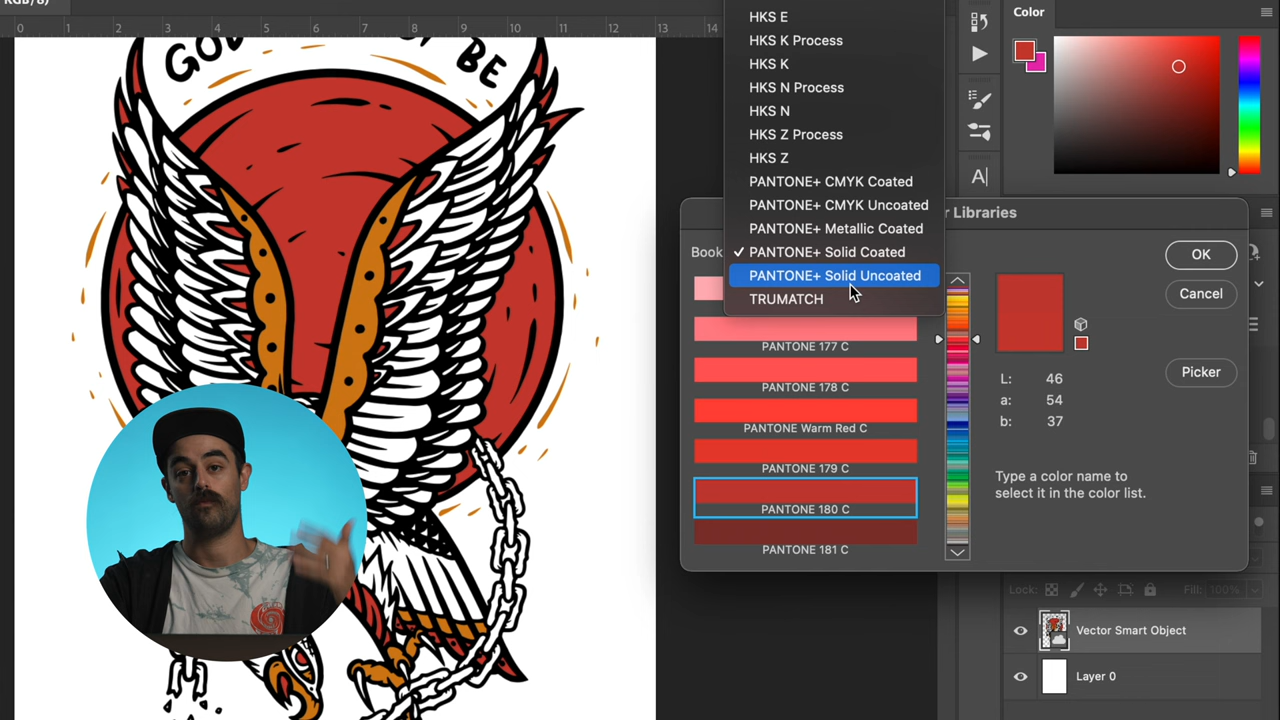 RGB/8)
0 1 2 3 4 5 6 7 8 9 10 11 12 13 14
GOD
BE
HKS E
HKS K Process
HKS K
HKS N Process
HKS N
HKS Z Process
HKS Z
PANTONE+ CMYK Coated
PANTONE+ CMYK Uncoated
PANTONE+ Metallic Coated
✓ PANTONE+ Solid Coated
PANTONE+ Solid Uncoated
TRUMATCH
Color
A
r Libraries
Book
OK
Cancel
Picker
PANTONE 177 C
PANTONE 178 C
PANTONE Warm Red C
PANTONE 179 C
PANTONE 180 C
PANTONE 181 C
L: 46
a: 54
b: 37
Type a color name to
select it in the color list.
Lock:
Fill: 100%
Vector Smart Object
Layer 0